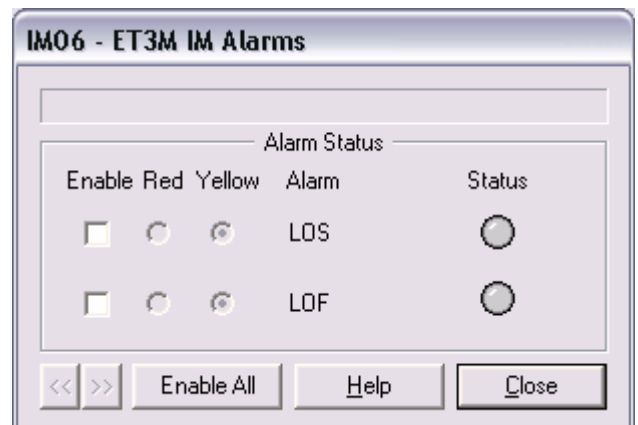 IM06 - ET3M IM Alarms
Alarm Status
Enable Red Yellow Alarm Status
LOS
LOF
<< >> Enable All Help Close